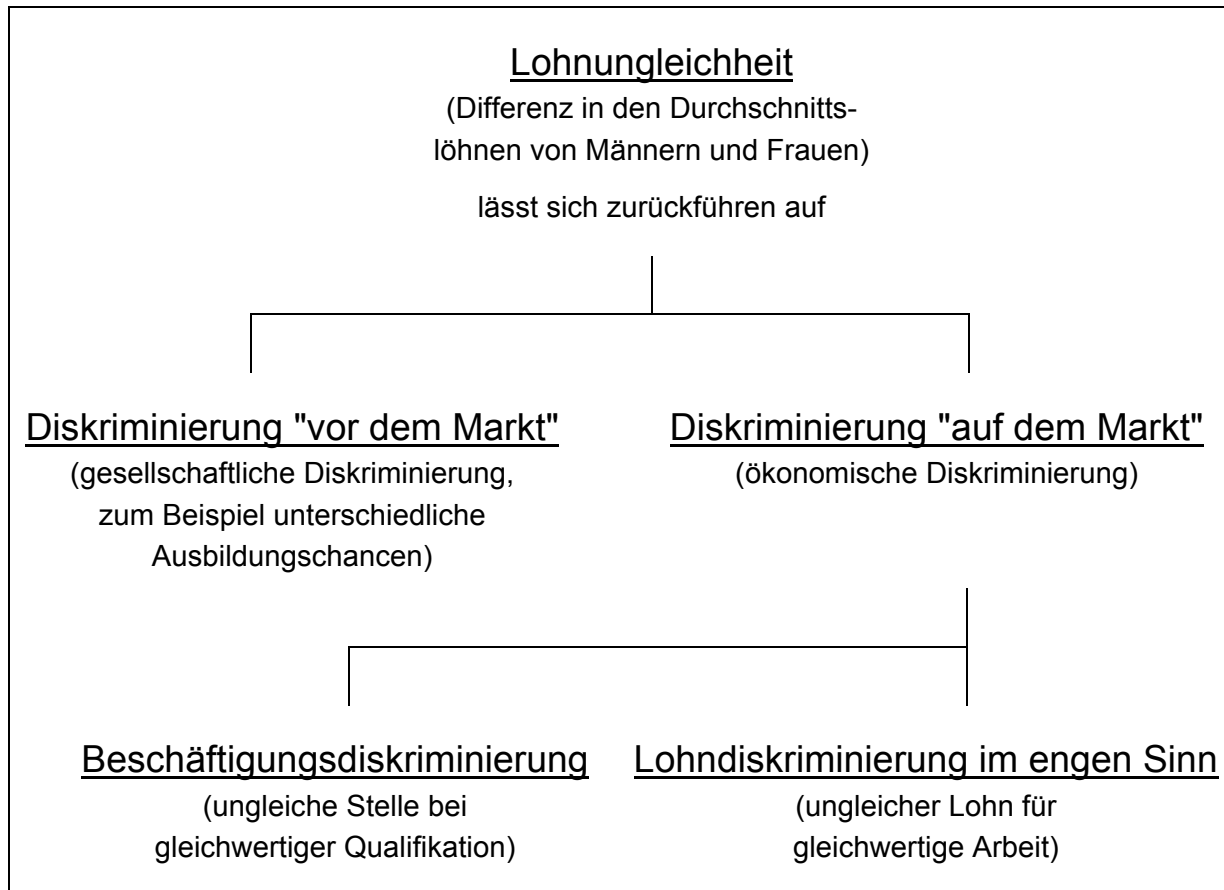 Lohnungleichheit
(Differenz in den Durchschnitts-
löhnen von Männern und Frauen)
lässt sich zurückführen auf
Diskriminierung "vor dem Markt"
(gesellschaftliche Diskriminierung,
zum Beispiel unterschiedliche
Ausbildungschancen)
Diskriminierung "auf dem Markt"
(ökonomische Diskriminierung)
Beschäftigungsdiskriminierung
(ungleiche Stelle bei
gleichwertiger Qualifikation)
Lohndiskriminierung im engen Sinn
(ungleicher Lohn für
gleichwertige Arbeit)